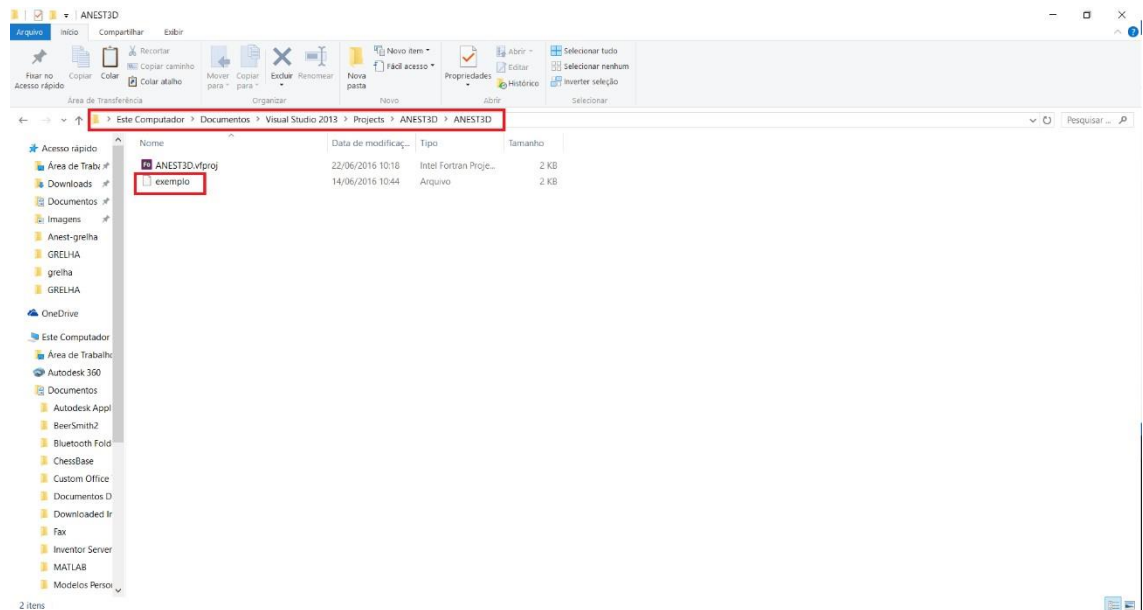 ANEST3D
Arquivo Início Compartilhar Exibir
Fixar no Acesso rápido
Copiar
Colar
Recortar
Copiar caminho
Colar atalho
Área de Transferência
Mover para
Copiar para
Excluir
Renomear
Organizar
Nova pasta
Novo item
Fácil acesso
Novo
Propriedades
Abrir
Editar
Histórico
Abrir
Selecionar tudo
Selecionar nenhum
Inverter seleção
Selecionar
Este Computador > Documentos > Visual Studio 2013 > Projects > ANEST3D > ANEST3D
Pesquisar ...
Nome Data de modificaç... Tipo Tamanho
ANEST3D.vfproj 22/06/2016 10:18 Intel Fortran Proje... 2 KB
exemplo 14/06/2016 10:44 Arquivo 2 KB
Acesso rápido
Área de Trab
Downloads
Documentos
Imagens
Anest-grelha
GRELHA
grelha
GRELHA
OneDrive
Este Computador
Área de Trabalho
Autodesk 360
Documentos
Autodesk Appl
BeerSmith2
Bluetooth Fold
ChessBase
Custom Office
Documentos D
Downloaded Ir
Fax
Inventor Server
MATLAB
Modelos Perso
2 itens